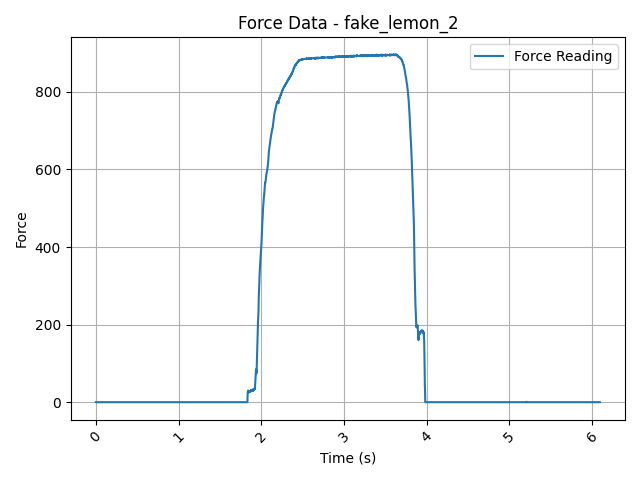 Force Data - fake_lemon_2
Force Reading
Force
800
600
400
200
0
0 1 2 3 4 5 6
Time (s)